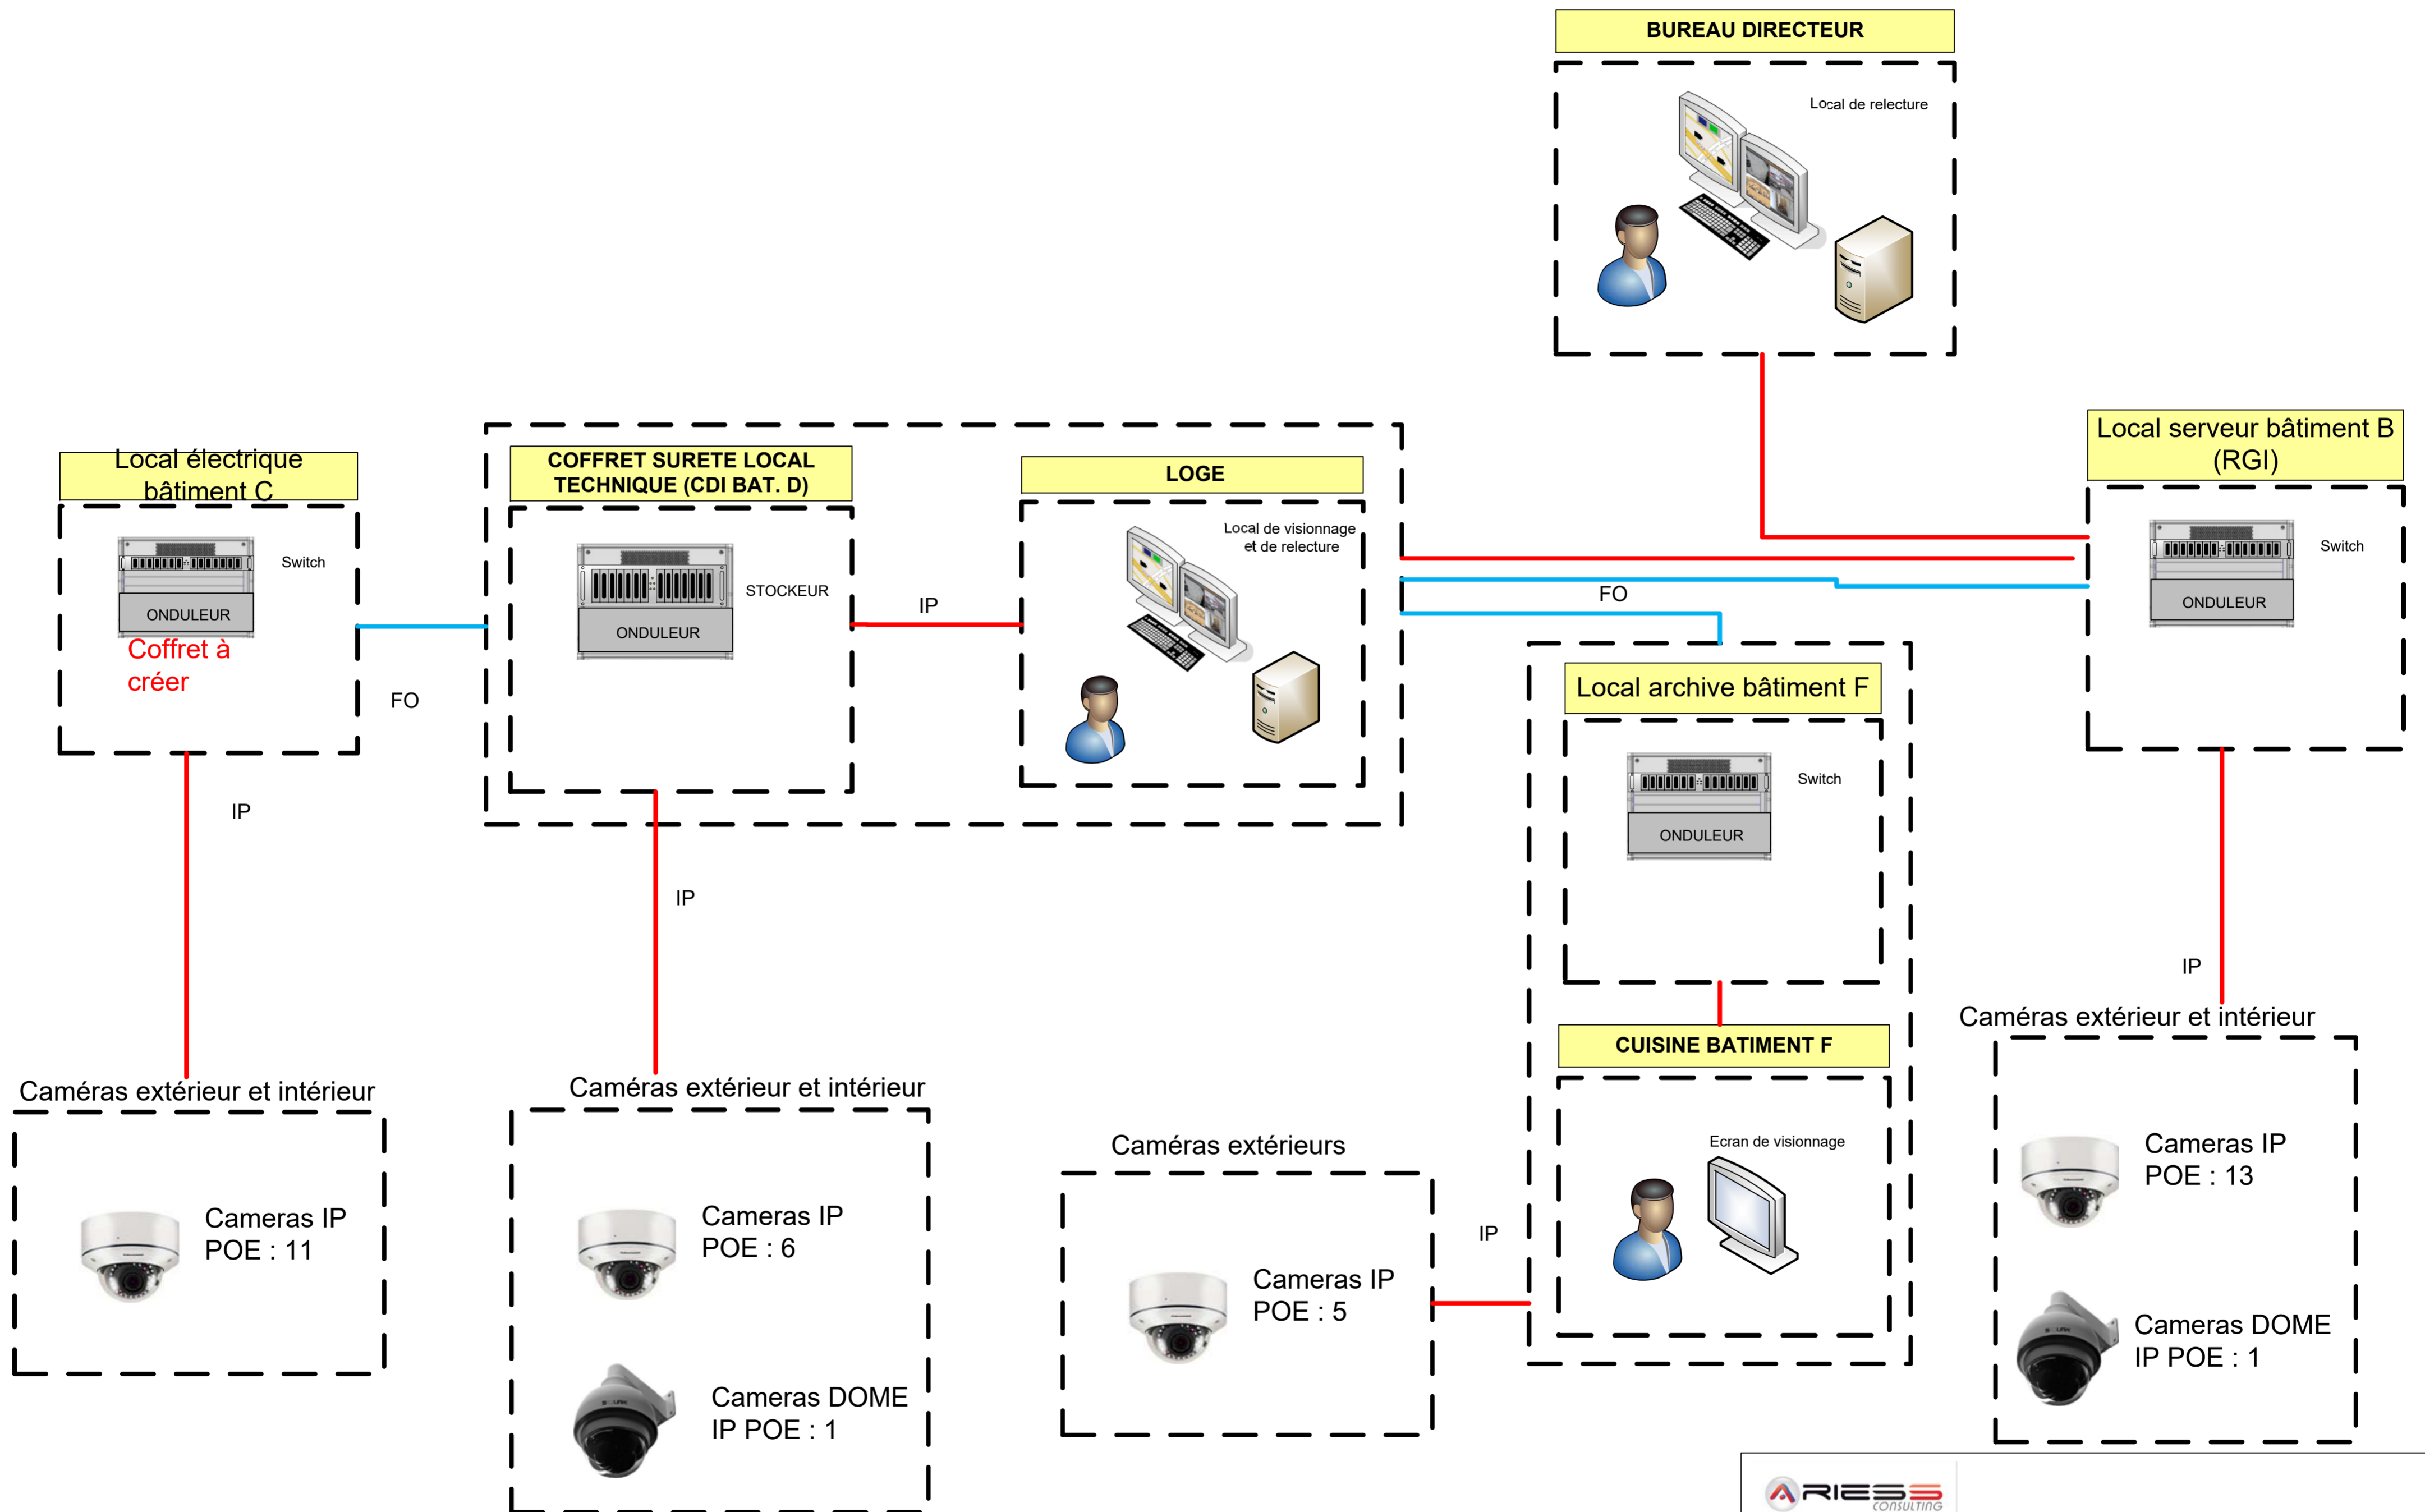 BUREAU DIRECTEUR
Local de relecture
Local électrique
bâtiment C
Switch
ONDULEUR
Coffret à
créer
FO
IP
COFFRET SURETE LOCAL
TECHNIQUE (CDI BAT. D)
STOCKEUR
ONDULEUR
IP
LOGE
Local de visionnage
et de relecture
FO
Local serveur bâtiment B
(RGI)
Switch
ONDULEUR
Local archive bâtiment F
Switch
ONDULEUR
IP
IP
CUISINE BATIMENT F
Ecran de visionnage
Caméras extérieur et intérieur
Cameras IP
POE : 11
Caméras extérieur et intérieur
Cameras IP
POE : 6
Cameras DOME
IP POE : 1
Caméras extérieurs
Cameras IP
POE : 5
IP
Caméras extérieur et intérieur
Cameras IP
POE : 13
Cameras DOME
IP POE : 1
ARIESS
CONSULTING